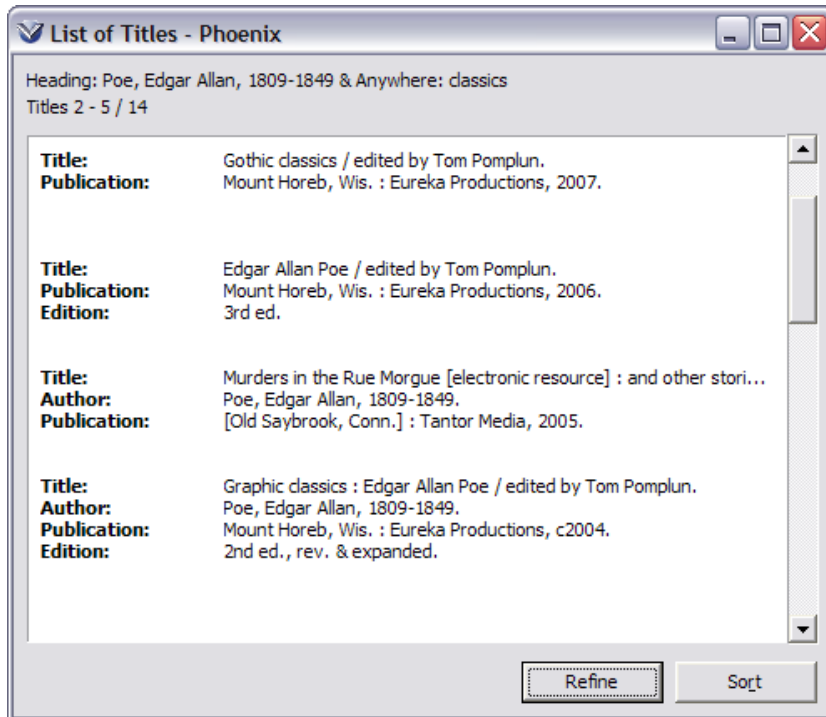 List of Titles - Phoenix
Heading: Poe, Edgar Allan, 1809-1849 & Anywhere: classics
Titles 2 - 5 / 14
Title: Gothic classics / edited by Tom Pomplun.
Publication: Mount Horeb, Wis. : Eureka Productions, 2007.
Title: Edgar Allan Poe / edited by Tom Pomplun.
Publication: Mount Horeb, Wis. : Eureka Productions, 2006.
Edition: 3rd ed.
Title: Murders in the Rue Morgue [electronic resource] : and other stori...
Author: Poe, Edgar Allan, 1809-1849.
Publication: [Old Saybrook, Conn.] : Tantor Media, 2005.
Title: Graphic classics : Edgar Allan Poe / edited by Tom Pomplun.
Author: Poe, Edgar Allan, 1809-1849.
Publication: Mount Horeb, Wis. : Eureka Productions, c2004.
Edition: 2nd ed., rev. & expanded.
Refine Sort